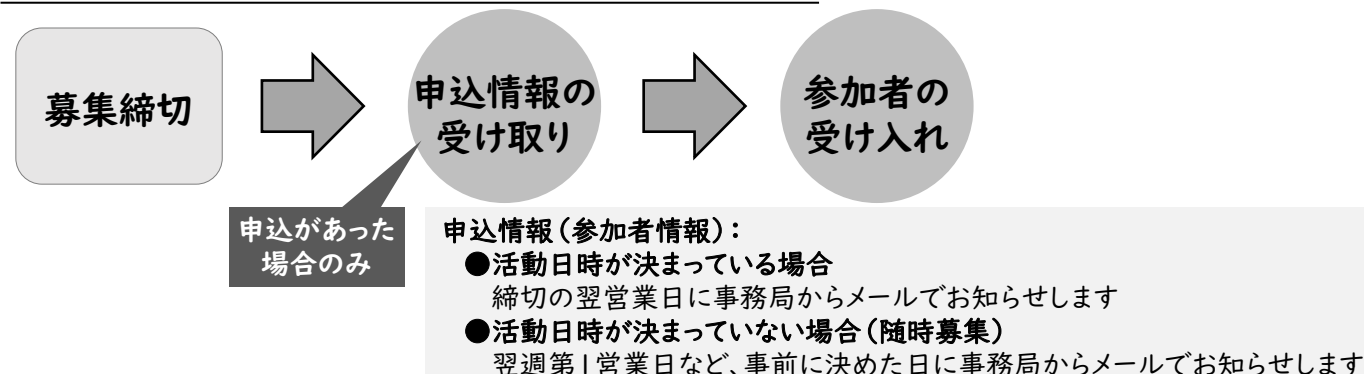 募集締切
申込情報の
受け取り
参加者の
受け入れ
申込があった
場合のみ
申込情報(参加者情報):
●活動日時が決まっている場合
締切の翌営業日に事務局からメールでお知らせします
●活動日時が決まっていない場合(随時募集)
翌週第1営業日など、事前に決めた日に事務局からメールでお知らせします